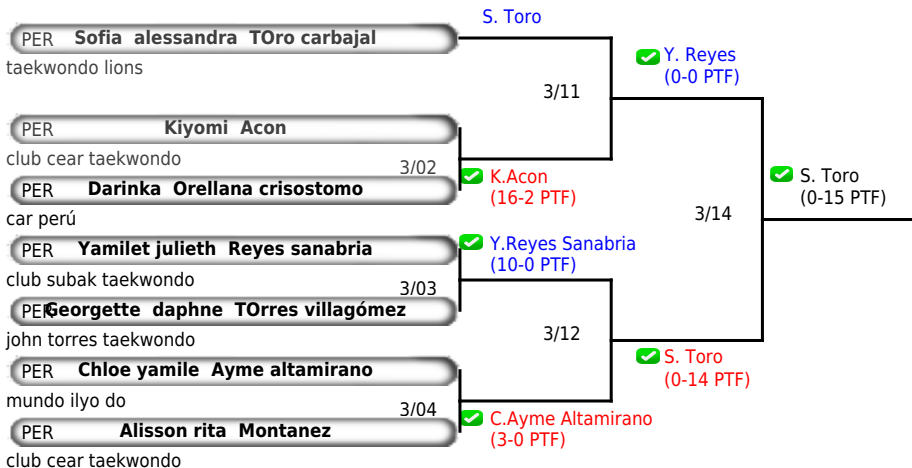 S. Toro
PER Sofia alessandra TOro carbajal
taekwondo lions
Y. Reyes
(0-0 PTF)
3/11
PER Kiyomi Acon
club cear taekwondo
3/02
K.Acon
(16-2 PTF)
PER Darinka Orellana crisostomo
car perú
S. Toro
(0-15 PTF)
3/14
PER Yamilet julieth Reyes sanabria
club subak taekwondo
Y.Reyes Sanabria
(10-0 PTF)
3/03
PER Georgette daphne TOrres villagómez
john torres taekwondo
3/12
S. Toro
(0-14 PTF)
PER Chloe yamile Ayme altamirano
mundo ilyo do
3/04
C.Ayme Altamirano
(3-0 PTF)
PER Alisson rita Montanez
club cear taekwondo